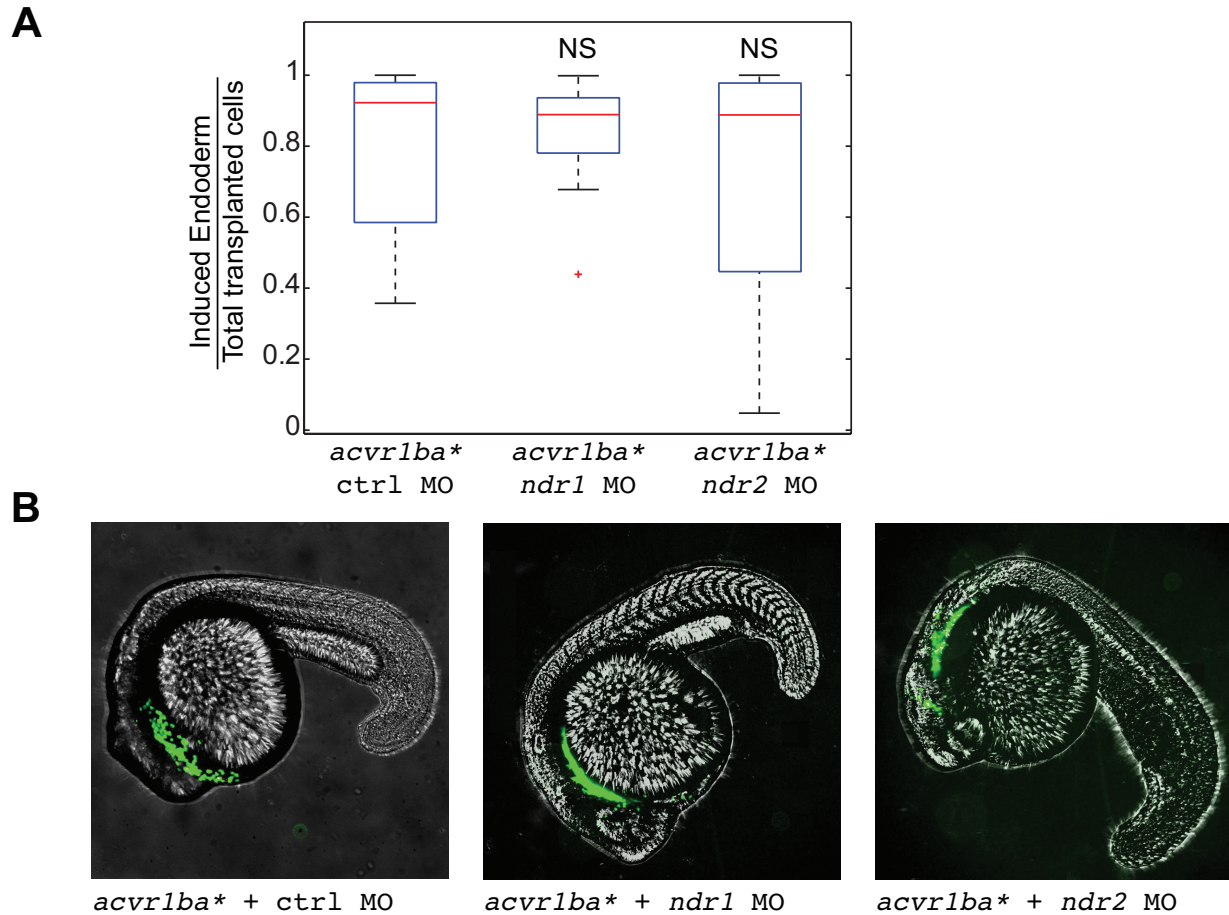 A
NS NS
1
0.8
0.6
0.4
0.2
0
Induced Endoderm
Total transplanted cells
acvr1ba* acvr1ba* acvr1ba*
ctrl MO ndr1 MO ndr2 MO
B
acvr1ba* + ctrl MO acvr1ba* + ndr1 MO acvr1ba* + ndr2 MO